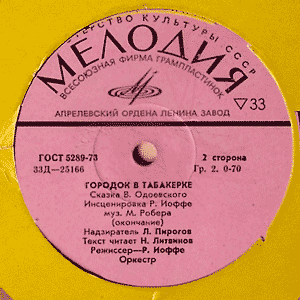 МИНИСТЕРСТВО КУЛЬТУРЫ СССР
МЕЛОДИЯ
ВСЕСОЮЗНАЯ ФИРМА ГРАМПЛАСТИНОК
▽33
АПРЕЛЕВСКИЙ ОРДЕНА ЛЕНИНА ЗАВОД
ГОСТ 5289-73
2 сторона
33Д-25166
Гр. 2. 0-70
ГОРОДОК В ТАБАКЕРКЕ
Сказка В. Одоевского
Инсценировка Р. Иоффе
муз. М. Робера
(окончание)
Надзиратель Л. Пирогов
Текст читает Н. Литвинов
Режиссер—Р. Иоффе
Оркестр